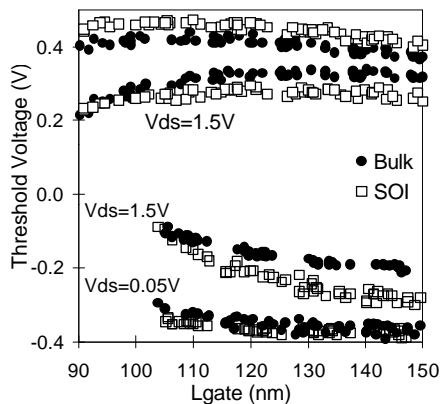 Threshold Voltage (V)
0.4
0.2
0.0
-0.2
-0.4
Vds=1.5V
Bulk
SOI
Vds=1.5V
Vds=0.05V
90 100 110 120 130 140 150
Lgate (nm)